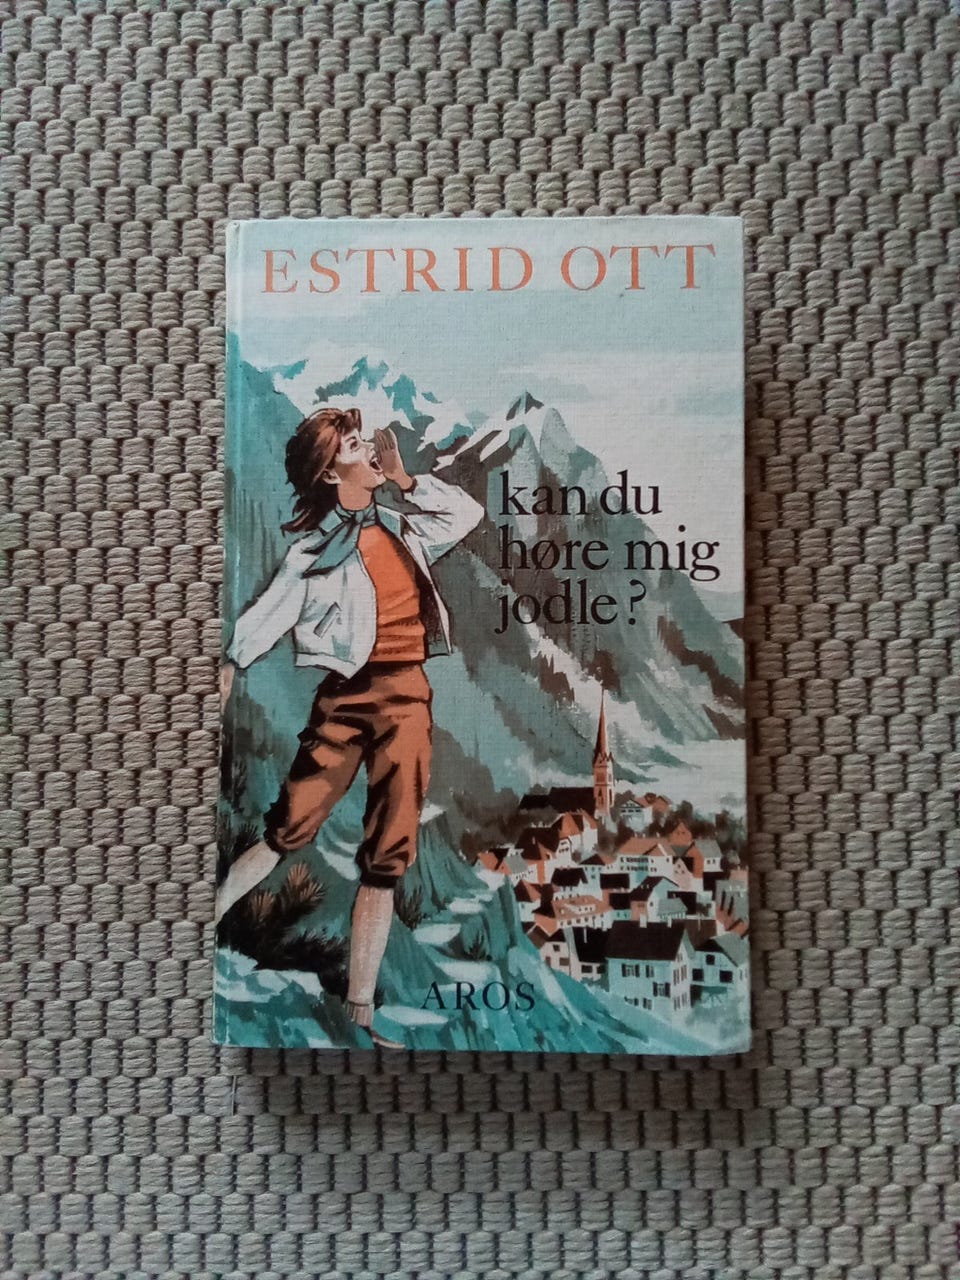 ESTRID OTT
kan du
høre mig
jodle?
AROS